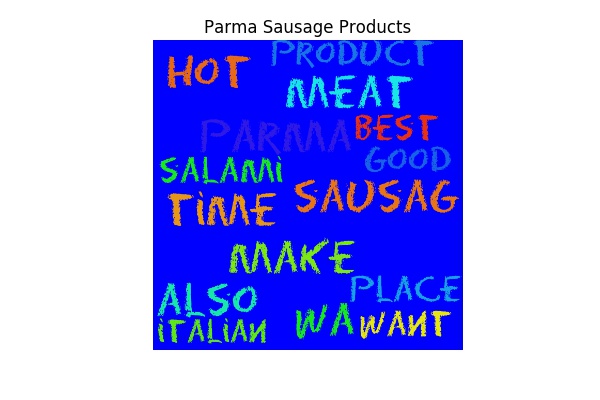 Parma Sausage Products
PRODUCT
HOT
MEAT
PARMA BEST
GOOD
SALAMI
TIME SAUSAG
MAKE
PLACE
ALSO
WA WANT
ITALIAN